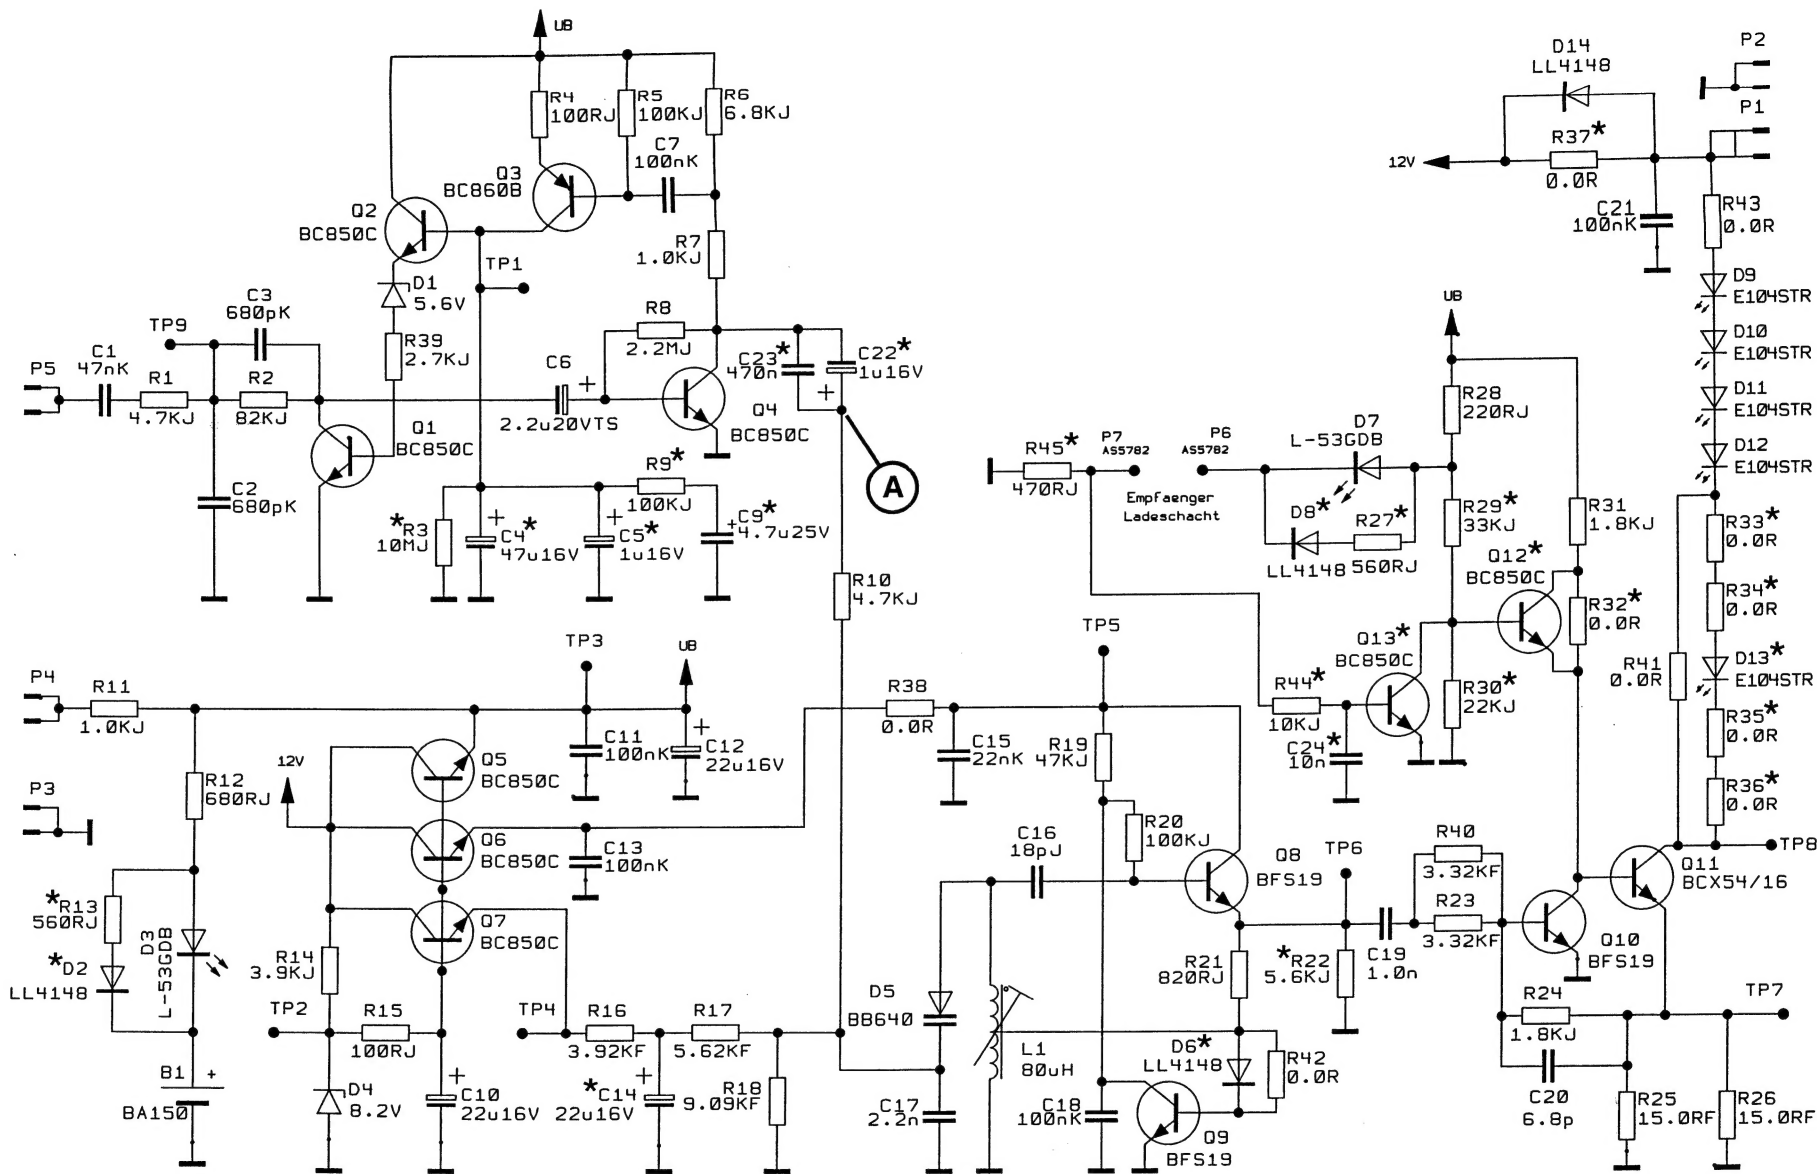 UB
R4
100RJ
R5
100KJ
R6
6.8KJ
C7
100nK
Q3
BC860B
Q2
BC850C
TP1
R7
1.0KJ
D1
5.6V
R39
2.7KJ
C3
680pK
TP9
P5
C1
47nK
R1
4.7KJ
R2
82KJ
Q1
BC850C
C2
680pK
C6
+
2.2u20VTS
R8
2.2MJ
Q4
BC850C
C23*
470n
C22*
1u16V
+
A
*R3
10MJ
+
C4*
47u16V
+
C5*
1u16V
R9*
100KJ
+
C9*
4.7u25V
R10
4.7KJ
D14
LL4148
R37*
0.0R
12V
P2
P1
C21
100nK
R43
0.0R
D9
E104STR
D10
E104STR
D11
E104STR
D12
E104STR
UB
R28
220RJ
D7
L-53GDB
P7
AS5782
P6
AS5782
R45*
470RJ
Empfaenger
Ladeschacht
D8*
LL4148
R27*
560RJ
R29*
33KJ
R31
1.8KJ
Q12*
BC850C
R32*
0.0R
R33*
0.0R
R34*
0.0R
D13*
E104STR
R41
0.0R
R35*
0.0R
R36*
0.0R
Q13*
BC850C
R44*
10KJ
C24*
10n
R30*
22KJ
P4
R11
1.0KJ
TP3
UB
C11
100nK
+
C12
22u16V
R12
680RJ
P3
12V
Q5
BC850C
Q6
BC850C
Q7
BC850C
C13
100nK
*R13
560RJ
*D2
LL4148
D3
L-53GDB
B1
+
BA150
R14
3.9KJ
TP2
R15
100RJ
D4
8.2V
+
C10
22u16V
TP4
R16
3.92KF
R17
5.62KF
+
*C14
22u16V
R18
9.09KF
R38
0.0R
TP5
C15
22nK
R19
47KJ
R20
100KJ
C16
18pJ
Q8
BFS19
D5
BB640
C17
2.2n
L1
80uH
C18
100nK
Q9
BFS19
D6*
LL4148
R42
0.0R
R21
820RJ
TP6
*R22
5.6KJ
C19
1.0n
R40
3.32KF
R23
3.32KF
Q10
BFS19
Q11
BCX54/16
TP8
R24
1.8KJ
TP7
C20
6.8p
R25
15.0RF
R26
15.0RF